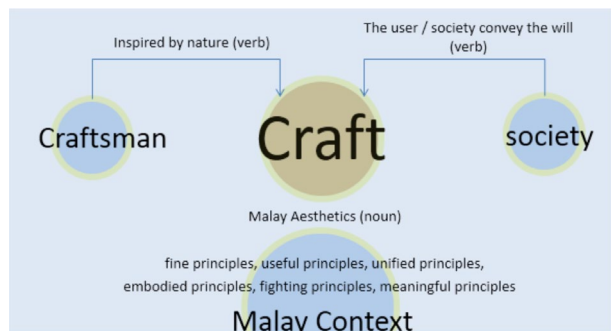 Inspired by nature (verb)
The user / society convey the will
(verb)
Craftsman
Craft
society
Malay Aesthetics (noun)
fine principles, useful principles, unified principles,
embodied principles, fighting principles, meaningful principles
Malay Context